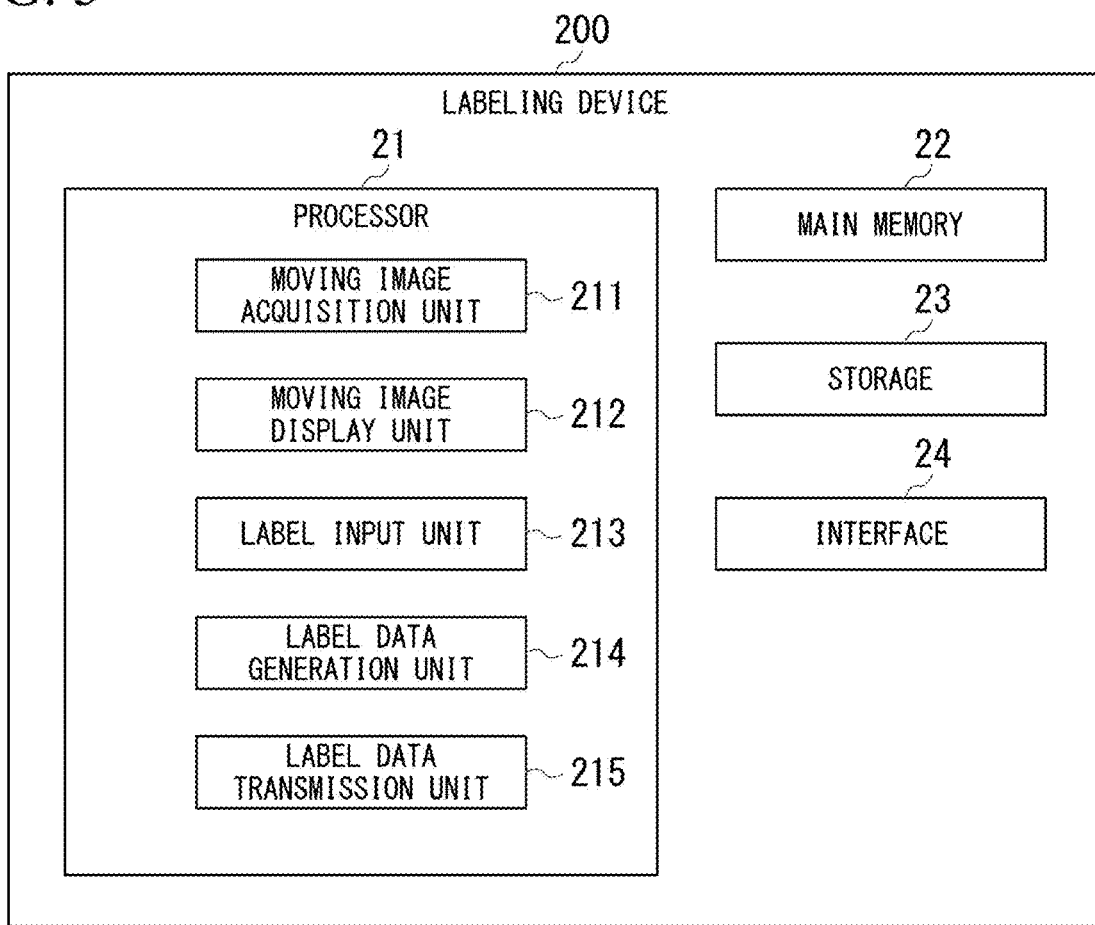 200
LABELING DEVICE
21
PROCESSOR
MOVING IMAGE
ACQUISITION UNIT
211
MOVING IMAGE
DISPLAY UNIT
212
LABEL INPUT UNIT
213
LABEL DATA
GENERATION UNIT
214
LABEL DATA
TRANSMISSION UNIT
215
22
MAIN MEMORY
23
STORAGE
24
INTERFACE